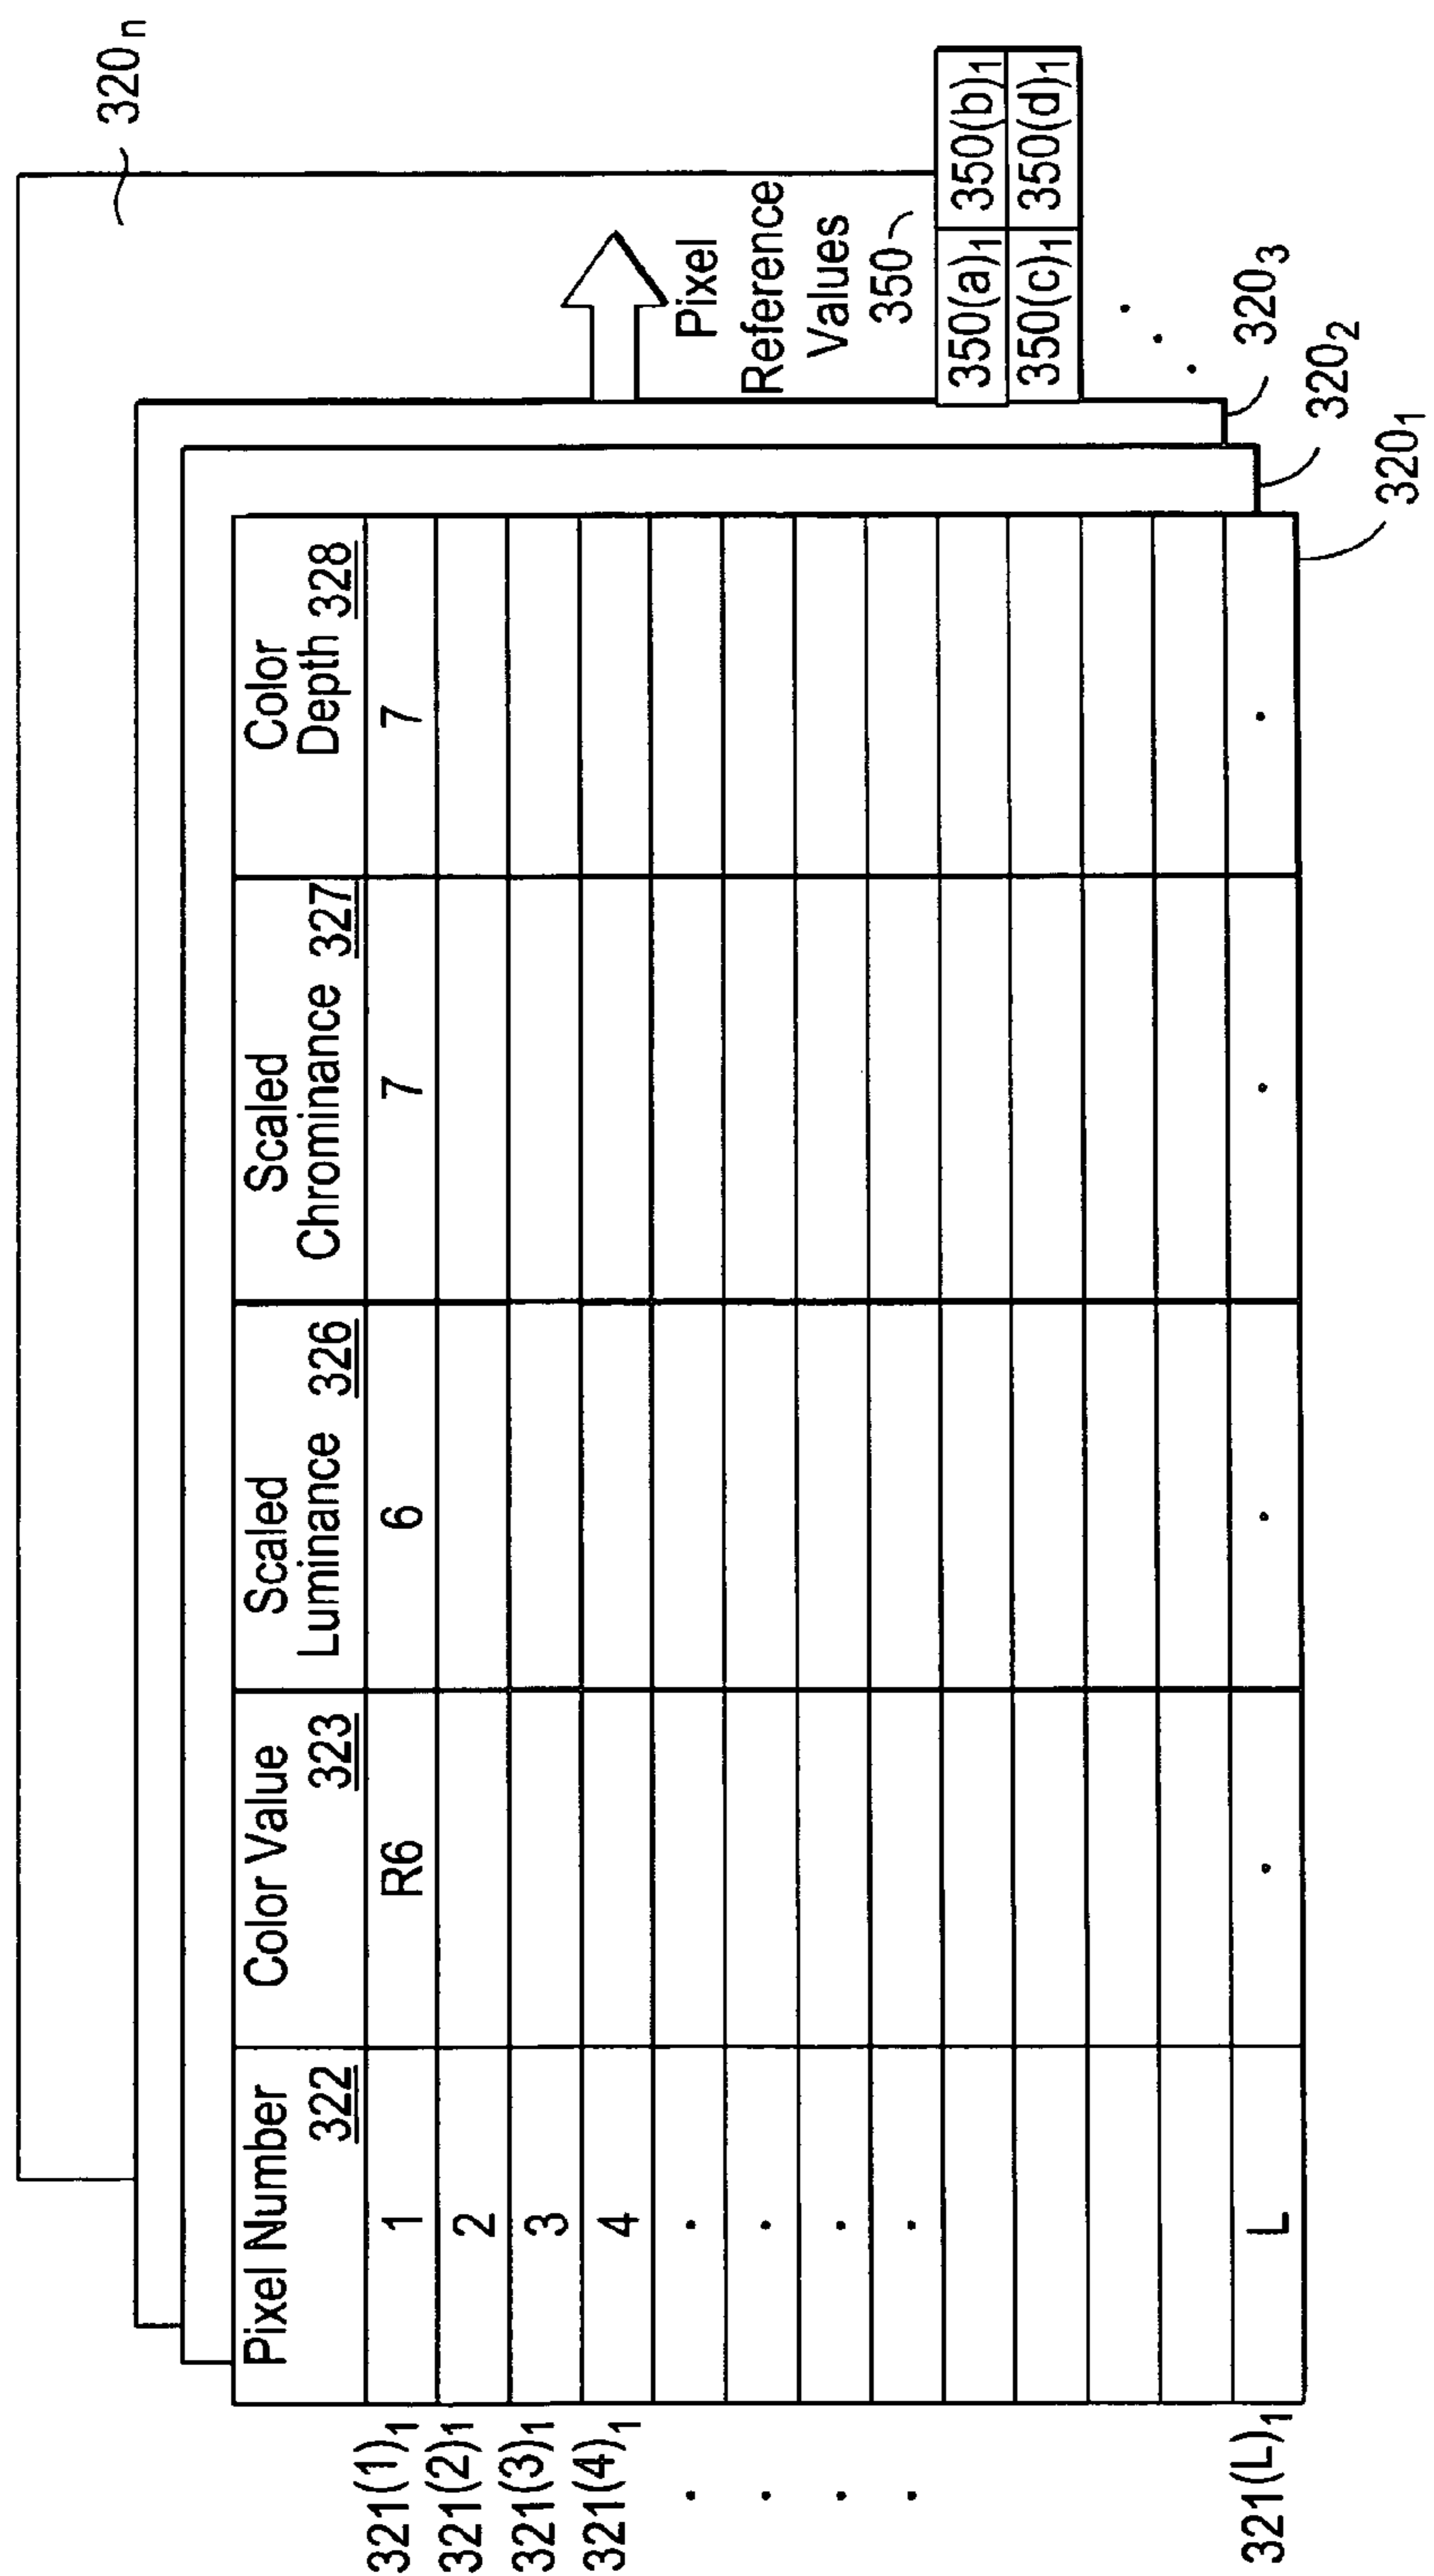 320n
Pixel Number 322
Color Value 323
Scaled Luminance 326
Scaled Chrominance 327
Color Depth 328
321(1)1 1 R6 6 7 7
321(2)1 2
321(3)1 3
321(4)1 4
. .
. .
. .
. .
321(L)1 L . . . .
Pixel
Reference
Values
350
350(a)1 350(b)1
350(c)1 350(d)1
. . .
3203
3202
3201